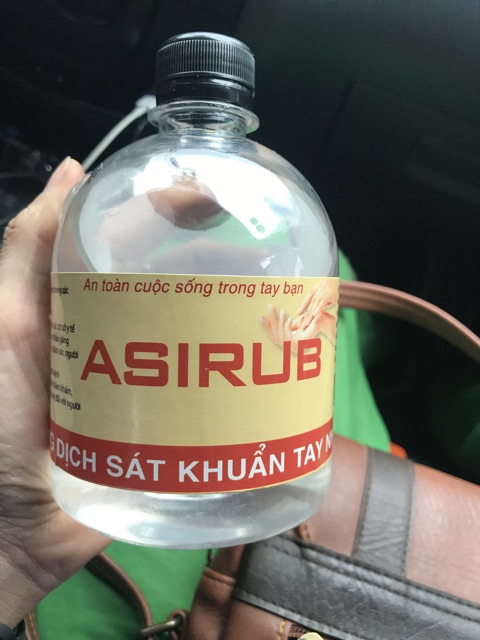 An toàn cuộc sống trong tay bạn
ASIRUB
G DỊCH SÁT KHUẨN TAY N